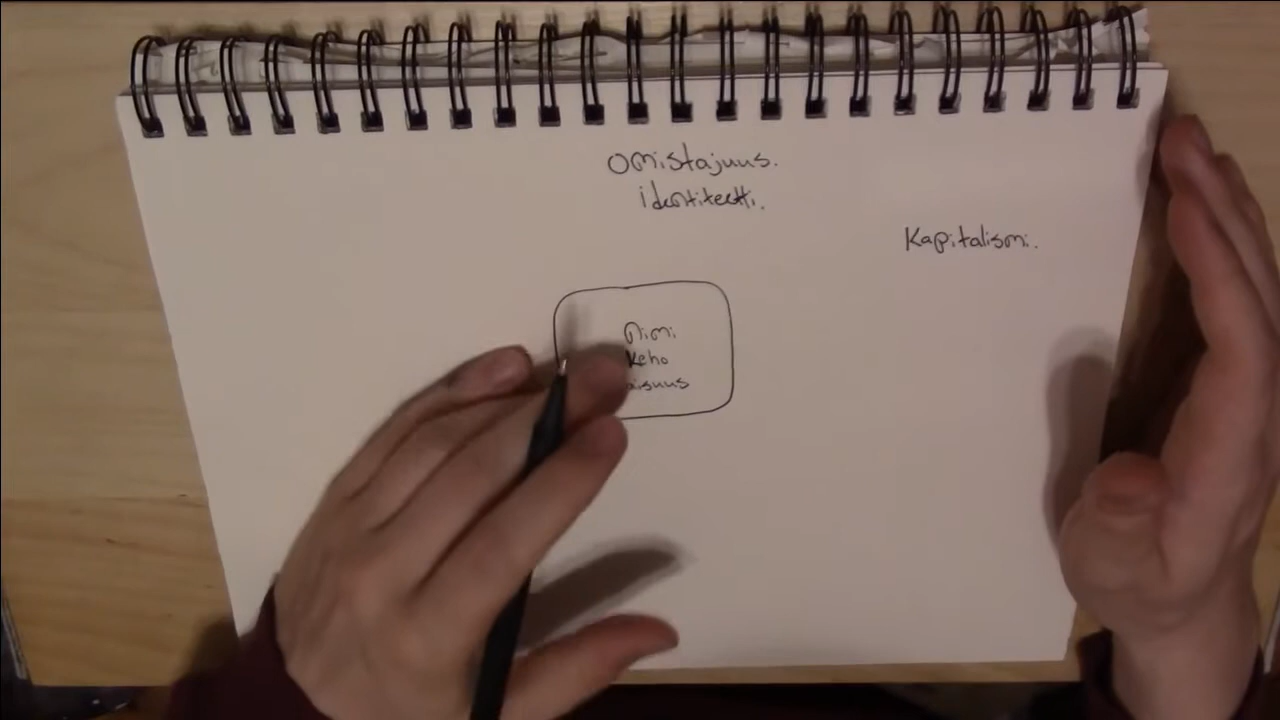 omistajuus.
identiteetti.
Kapitalismi.
Nimi
Keho